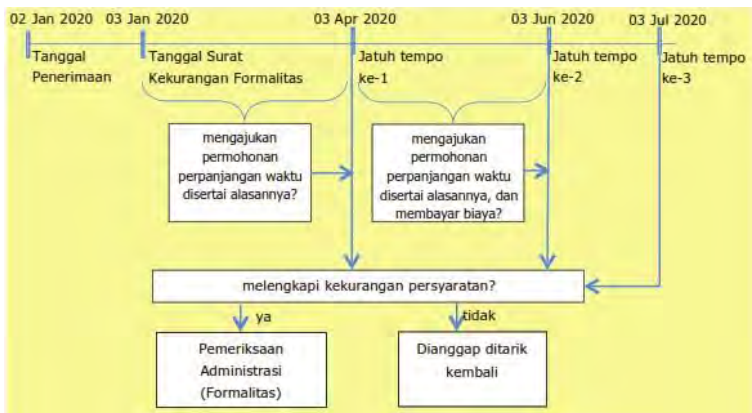 02 Jan 2020 03 Jan 2020 03 Apr 2020 03 Jun 2020 03 Jul 2020
Tanggal
Penerimaan
Tanggal Surat
Kekurangan Formalitas
Jatuh tempo
ke-1
Jatuh tempo
ke-2
Jatuh tempo
ke-3
mengajukan
permohonan
perpanjangan waktu
disertai alasannya?
mengajukan
permohonan
perpanjangan waktu
disertai alasannya, dan
membayar biaya?
melengkapi kekurangan persyaratan?
ya
tidak
Pemeriksaan
Administrasi
(Formalitas)
Dianggap ditarik
kembali